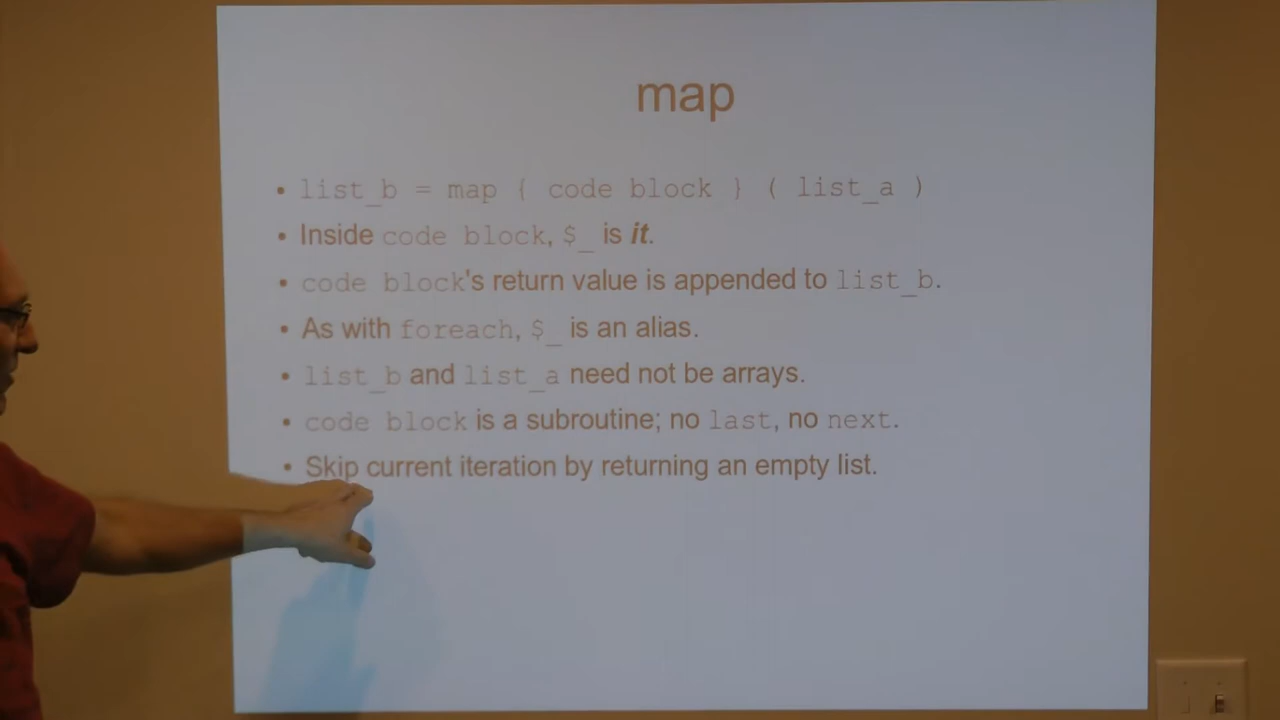 map
• list_b = map { code block } ( list_a )
• Inside code block, $_ is it.
• code block's return value is appended to list_b.
• As with foreach, $_ is an alias.
• list_b and list_a need not be arrays.
• code block is a subroutine; no last, no next.
• Skip current iteration by returning an empty list.